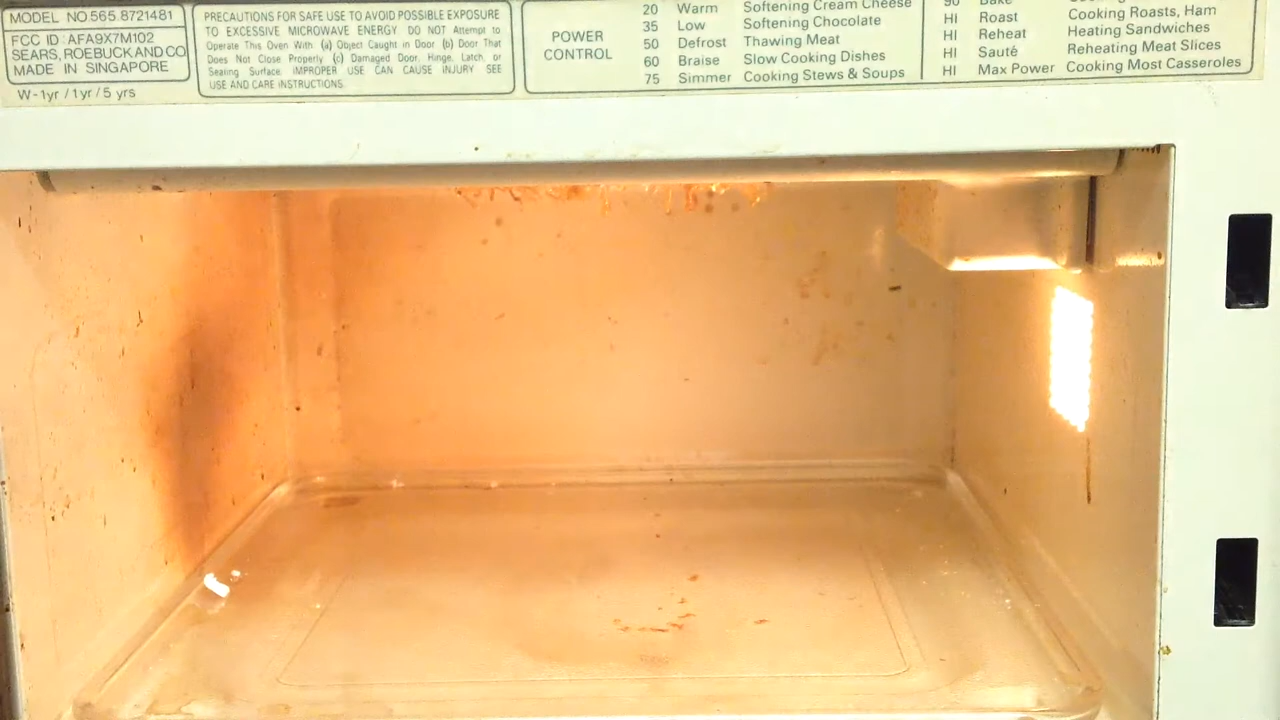 MODEL NO.565.8721481
FCC ID: AFA9X7M102
SEARS, ROEBUCK AND CO
MADE IN SINGAPORE
W-1yr / 1yr / 5 yrs
PRECAUTIONS FOR SAFE USE TO AVOID POSSIBLE EXPOSURE
TO EXCESSIVE MICROWAVE ENERGY. DO NOT Attempt to
Operate This Oven With (a) Object Caught in Door (b) Door That
Does Not Close Properly (c) Damaged Door, Hinge, Latch, or
Sealing Surface. IMPROPER USE CAN CAUSE INJURY SEE
USE AND CARE INSTRUCTIONS.
POWER
CONTROL
20 Warm Softening Cream Cheese
35 Low Softening Chocolate
50 Defrost Thawing Meat
60 Braise Slow Cooking Dishes
75 Simmer Cooking Stews & Soups
90 Bake
HI Roast Cooking Roasts, Ham
HI Reheat Heating Sandwiches
HI Sauté Reheating Meat Slices
HI Max Power Cooking Most Casseroles